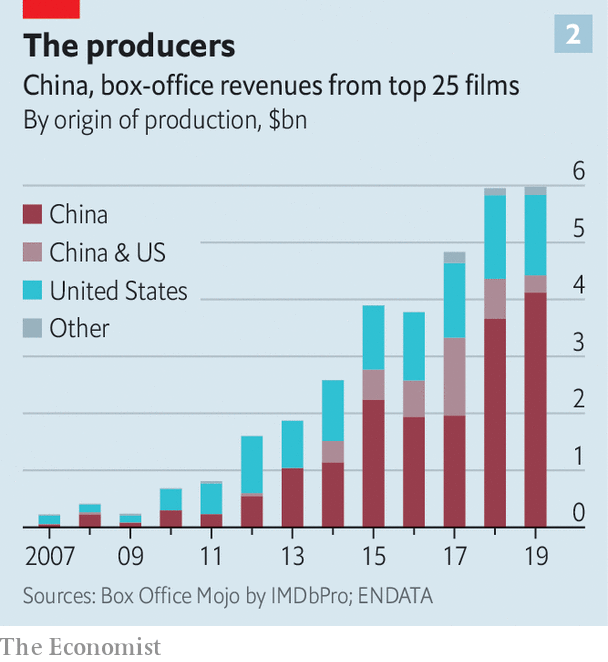 The producers
2
China, box-office revenues from top 25 films
By origin of production, $bn
China
China & US
United States
Other
6
5
4
3
2
1
0
2007 09 11 13 15 17 19
Sources: Box Office Mojo by IMDbPro; ENDATA
The Economist